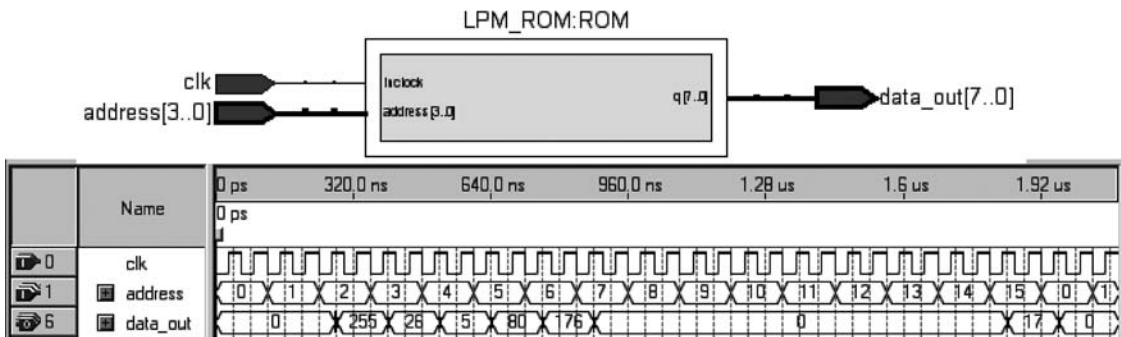 LPM_ROM:ROM
clk
inclock
address[3..0]
address[3..0]
q[7..0]
data_out[7..0]
Name
0 ps 320.0 ns 640.0 ns 960.0 ns 1.28 us 1.6 us 1.92 us
0 ps
0 clk
1 address 0 1 2 3 4 5 6 7 8 9 10 11 12 13 14 15 0 1
6 data_out 0 255 26 5 80 176 0 17 0